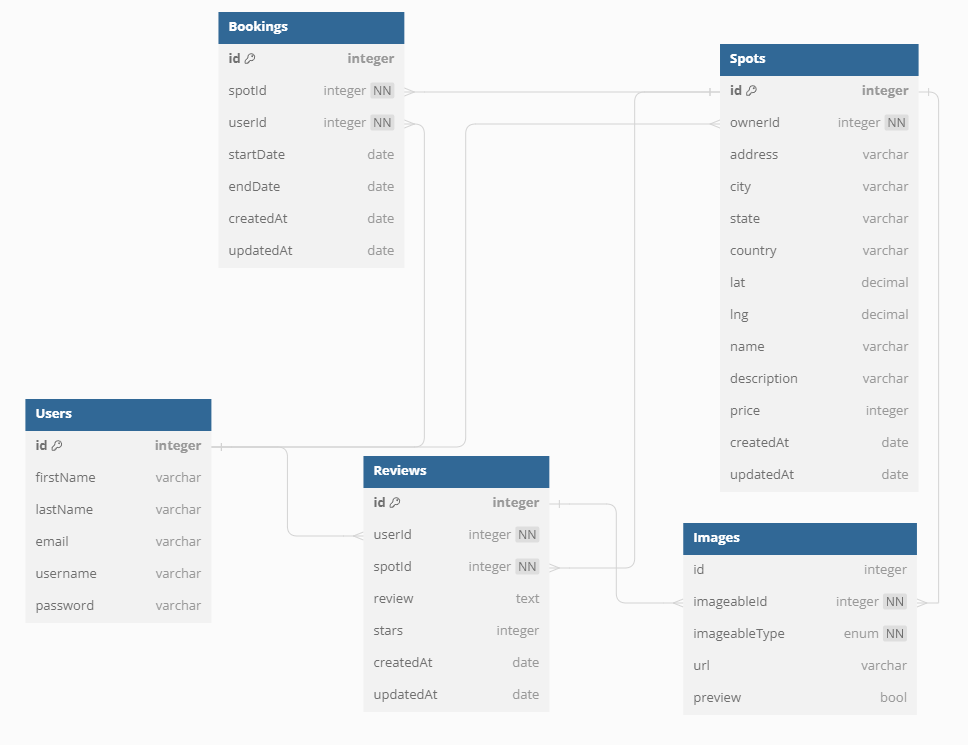 Bookings
id integer
spotId integer NN
userId integer NN
startDate date
endDate date
createdAt date
updatedAt date
Spots
id integer
ownerId integer NN
address varchar
city varchar
state varchar
country varchar
lat decimal
lng decimal
name varchar
description varchar
price integer
createdAt date
updatedAt date
Users
id integer
firstName varchar
lastName varchar
email varchar
username varchar
password varchar
Reviews
id integer
userId integer NN
spotId integer NN
review text
stars integer
createdAt date
updatedAt date
Images
id integer
imageableId integer NN
imageableType enum NN
url varchar
preview bool